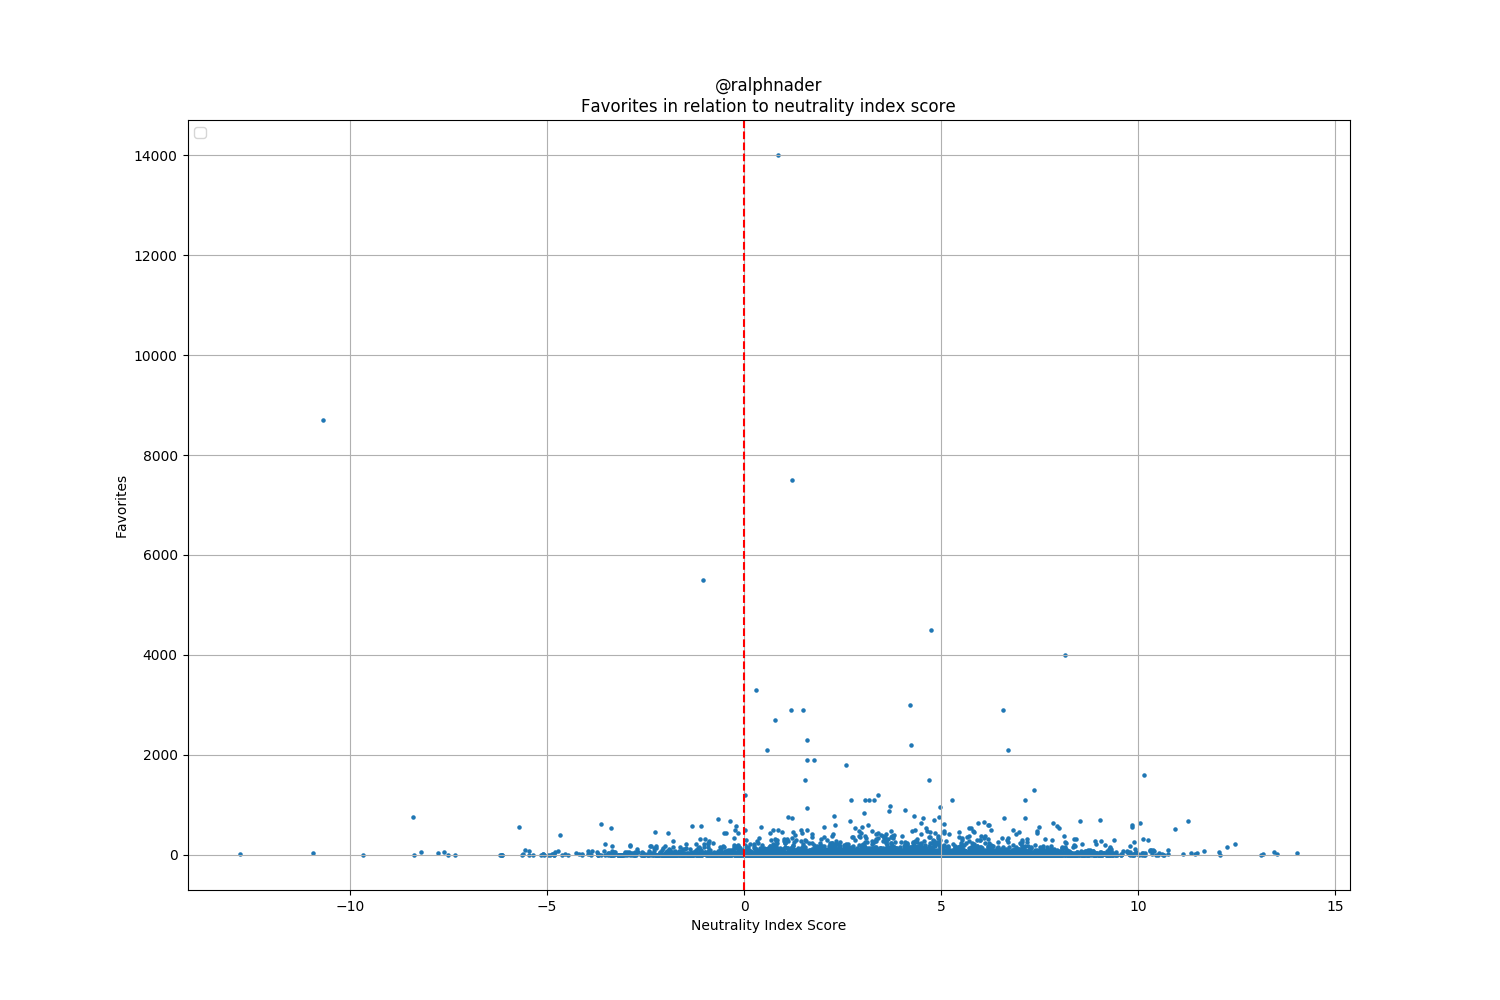 @ralphnader
Favorites in relation to neutrality index score
14000
12000
10000
8000
6000
4000
2000
0
Favorites
−10 −5 0 5 10 15
Neutrality Index Score